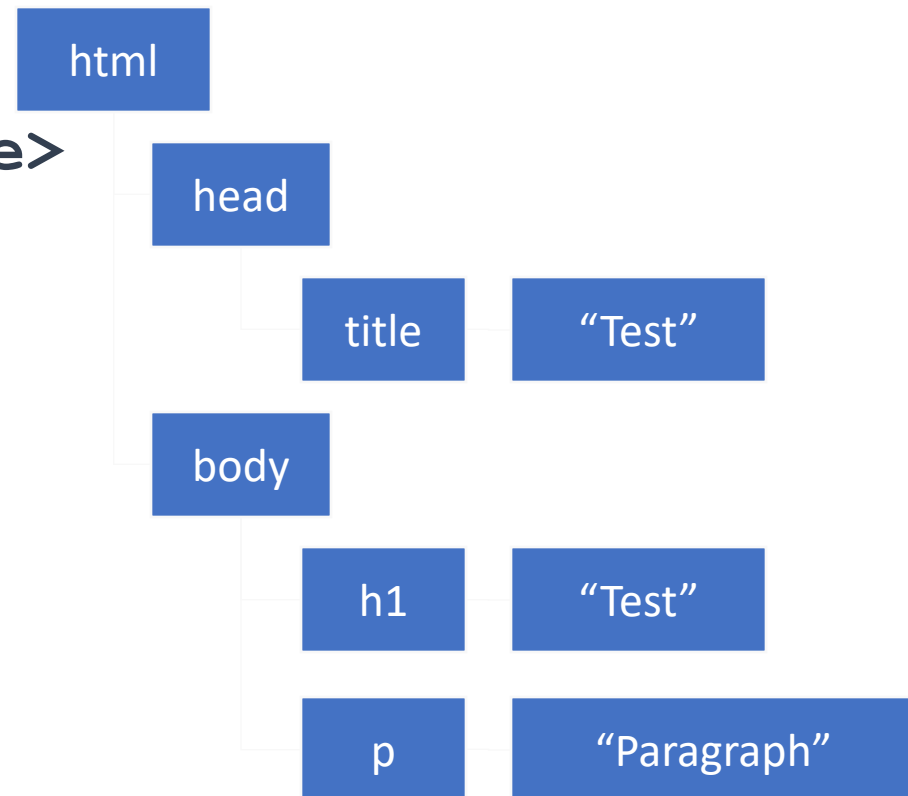 html
e>
head
title “Test”
body
h1 “Test”
p “Paragraph”